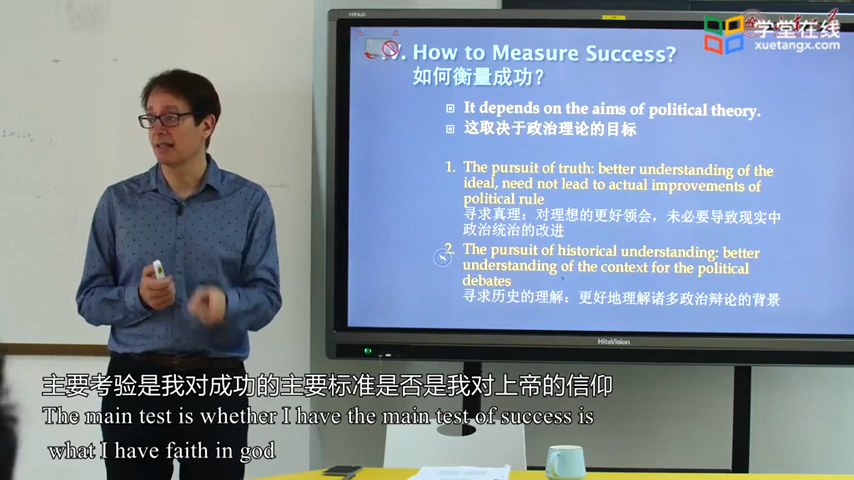 HiHub
学堂在线
xuetangx.com
IV. How to Measure Success?
如何衡量成功？
It depends on the aims of political theory.
这取决于政治理论的目标
1. The pursuit of truth: better understanding of the
ideal, need not lead to actual improvements of
political rule
寻求真理：对理想的更好领会，未必要导致现实中
政治统治的改进
2. The pursuit of historical understanding: better
understanding of the context for the political
debates
寻求历史的理解：更好地理解诸多政治辩论的背景
HiteVision
主要考验是我对成功的主要标准是否是我对上帝的信仰
The main test is whether I have the main test of success is
what I have faith in god